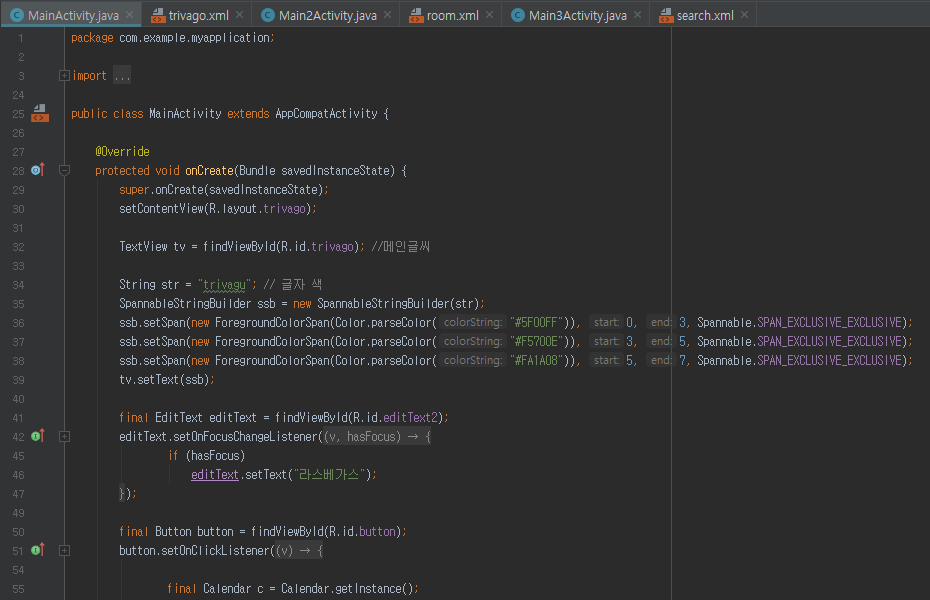 MainActivity.java × trivago.xml × Main2Activity.java × room.xml × Main3Activity.java × search.xml ×
1 package com.example.myapplication;
2
3 import ...
24
25 public class MainActivity extends AppCompatActivity {
26
27 @Override
28 protected void onCreate(Bundle savedInstanceState) {
29 super.onCreate(savedInstanceState);
30 setContentView(R.layout.trivago);
31
32 TextView tv = findViewById(R.id.trivago); //메인글씨
33
34 String str = "trivagu"; // 글자 색
35 SpannableStringBuilder ssb = new SpannableStringBuilder(str);
36 ssb.setSpan(new ForegroundColorSpan(Color.parseColor( colorString: "#5F00FF")), start: 0, end: 3, Spannable.SPAN_EXCLUSIVE_EXCLUSIVE);
37 ssb.setSpan(new ForegroundColorSpan(Color.parseColor( colorString: "#F5700E")), start: 3, end: 5, Spannable.SPAN_EXCLUSIVE_EXCLUSIVE);
38 ssb.setSpan(new ForegroundColorSpan(Color.parseColor( colorString: "#FA1A08")), start: 5, end: 7, Spannable.SPAN_EXCLUSIVE_EXCLUSIVE);
39 tv.setText(ssb);
40
41 final EditText editText = findViewById(R.id.editText2);
42 editText.setOnFocusChangeListener((v, hasFocus) → {
45 if (hasFocus)
46 editText.setText("라스베가스");
47 });
49
50 final Button button = findViewById(R.id.button);
51 button.setOnClickListener((v) → {
54
55 final Calendar c = Calendar.getInstance();